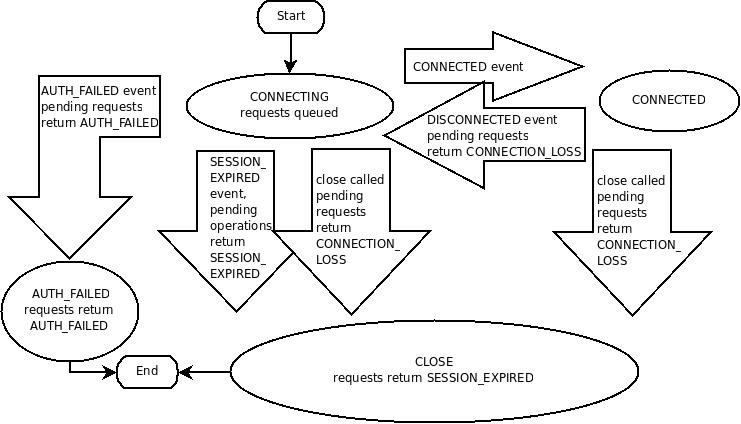 Start
CONNECTED event
AUTH_FAILED event
pending requests
return AUTH_FAILED
CONNECTING
requests queued
CONNECTED
DISCONNECTED event
pending requests
return CONNECTION_LOSS
SESSION_
EXPIRED
event,
pending
operations
return
SESSION_
EXPIRED
close called
pending
requests
return
CONNECTION_
LOSS
close called
pending
requests
return
CONNECTION_
LOSS
AUTH_FAILED
requests return
AUTH_FAILED
End
CLOSE
requests return SESSION_EXPIRED